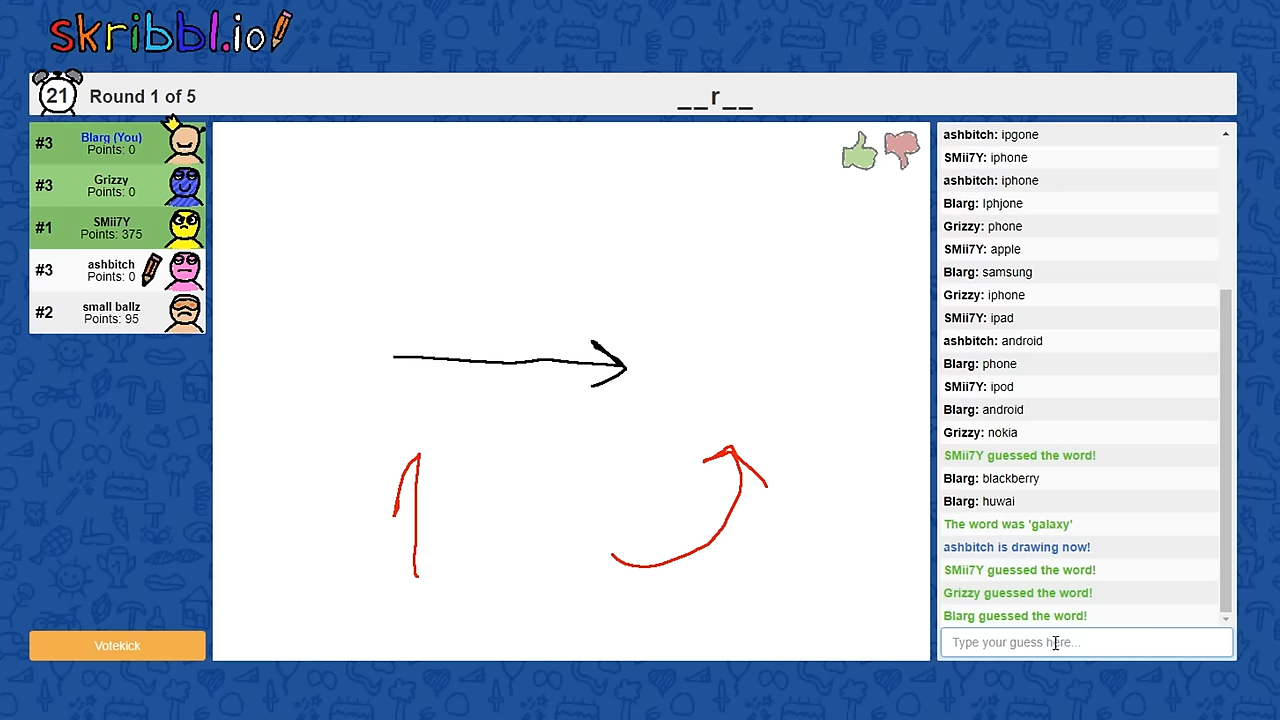 skribbl.io
21 Round 1 of 5 __r__
#3 Blarg (You)
Points: 0
#3 Grizzy
Points: 0
#1 SMii7Y
Points: 375
#3 ashbitch
Points: 0
#2 small ballz
Points: 95
Votekick
ashbitch: ipgone
SMii7Y: iphone
ashbitch: iphone
Blarg: Iphjone
Grizzy: phone
SMii7Y: apple
Blarg: samsung
Grizzy: iphone
SMii7Y: ipad
ashbitch: android
Blarg: phone
SMii7Y: ipod
Blarg: android
Grizzy: nokia
SMii7Y guessed the word!
Blarg: blackberry
Blarg: huwai
The word was 'galaxy'
ashbitch is drawing now!
SMii7Y guessed the word!
Grizzy guessed the word!
Blarg guessed the word!
Type your guess here...